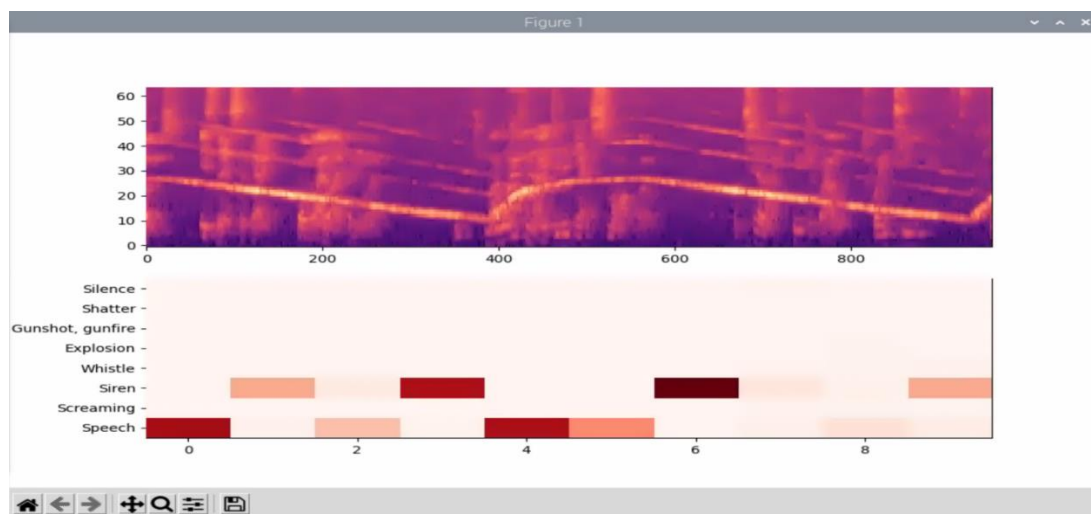 Figure 1
60
50
40
30
20
10
0
0 200 400 600 800
Silence
Shatter
Gunshot, gunfire
Explosion
Whistle
Siren
Screaming
Speech
0 2 4 6 8